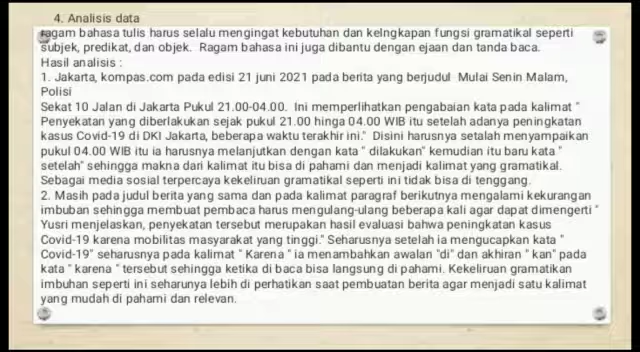 4. Analisis data
ragam bahasa tulis harus selalu mengingat kebutuhan dan kelngkapan fungsi gramatikal seperti
subjek, predikat, dan objek. Ragam bahasa ini juga dibantu dengan ejaan dan tanda baca.
Hasil analisis :
1. Jakarta, kompas.com pada edisi 21 juni 2021 pada berita yang berjudul Mulai Senin Malam,
Polisi
Sekat 10 Jalan di Jakarta Pukul 21.00-04.00. Ini memperlihatkan pengabaian kata pada kalimat "
Penyekatan yang diberlakukan sejak pukul 21.00 hinga 04.00 WIB itu setelah adanya peningkatan
kasus Covid-19 di DKI Jakarta, beberapa waktu terakhir ini." Disini harusnya setalah menyampaikan
pukul 04.00 WIB itu ia harusnya melanjutkan dengan kata " dilakukan" kemudian itu baru kata "
setelah" sehingga makna dari kalimat itu bisa di pahami dan menjadi kalimat yang gramatikal.
Sebagai media sosial terpercaya kekeliruan gramatikal seperti ini tidak bisa di tenggang.
2. Masih pada judul berita yang sama dan pada kalimat paragraf berikutnya mengalami kekurangan
imbuban sehingga membuat pembaca harus mengulang-ulang beberapa kali agar dapat dimengerti "
Yusri menjelaskan, penyekatan tersebut merupakan hasil evaluasi bahwa peningkatan kasus
Covid-19 karena mobilitas masyarakat yang tinggi." Seharusnya setelah ia mengucapkan kata "
Covid-19" seharusnya pada kalimat " Karena " ia menambahkan awalan "di" dan akhiran " kan" pada
kata " karena " tersebut sehingga ketika di baca bisa langsung di pahami. Kekeliruan gramatikan
imbuhan seperti ini seharunya lebih di perhatikan saat pembuatan berita agar menjadi satu kalimat
yang mudah di pahami dan relevan.